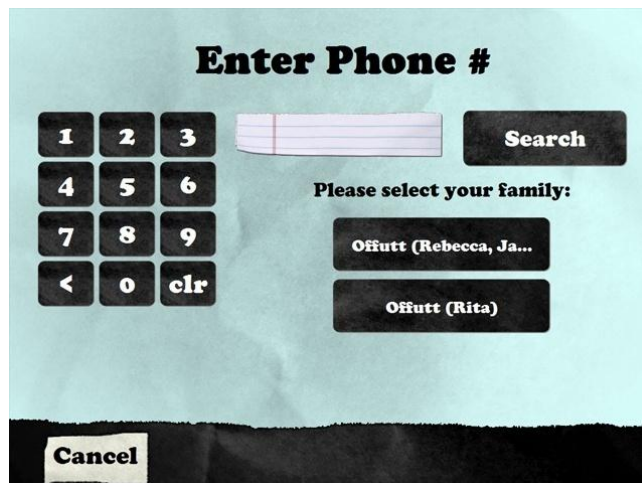 Enter Phone #
1 2 3
Search
4 5 6
Please select your family:
7 8 9
Offutt (Rebecca, Ja...
< 0 clr
Offutt (Rita)
Cancel